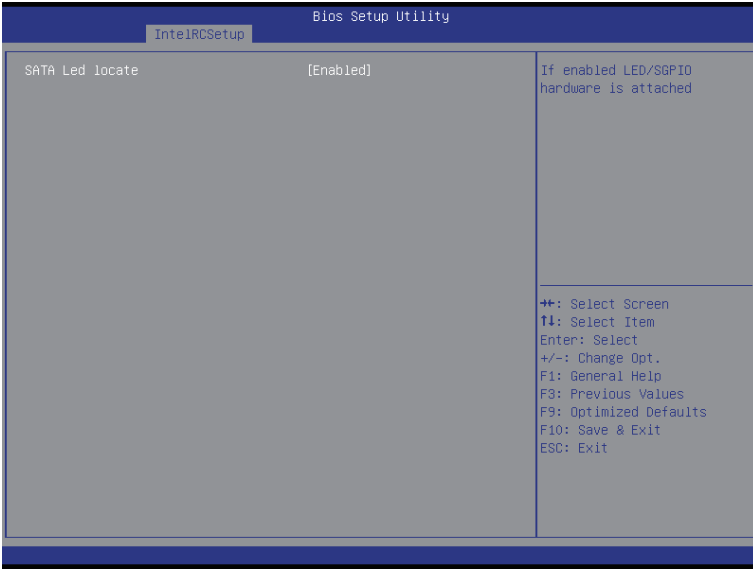 Bios Setup Utility
IntelRCSetup
SATA Led locate [Enabled]
If enabled LED/SGPIO
hardware is attached
→←: Select Screen
↑↓: Select Item
Enter: Select
+/-: Change Opt.
F1: General Help
F3: Previous Values
F9: Optimized Defaults
F10: Save & Exit
ESC: Exit